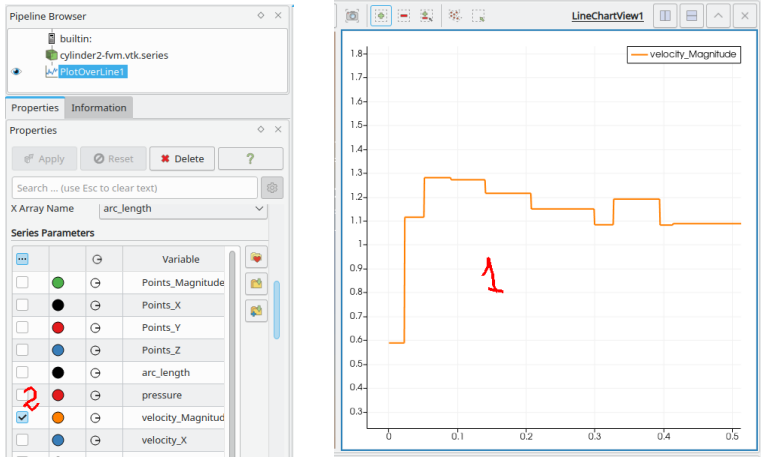 Pipeline Browser
builtin:
cylinder2-fvm.vtk.series
PlotOverLine1
Properties Information
Properties
Apply Reset Delete ?
Search ... (use Esc to clear text)
X Array Name arc_length
Series Parameters
Variable
Points_Magnitude
Points_X
Points_Y
Points_Z
arc_length
pressure
2
velocity_Magnitud
velocity_X
LineChartView1
velocity_Magnitude
1.8
1.7
1.6
1.5
1.4
1.3
1.2
1.1
1
0.9
0.8
0.7
0.6
0.5
0.4
0.3
1
0 0.1 0.2 0.3 0.4 0.5